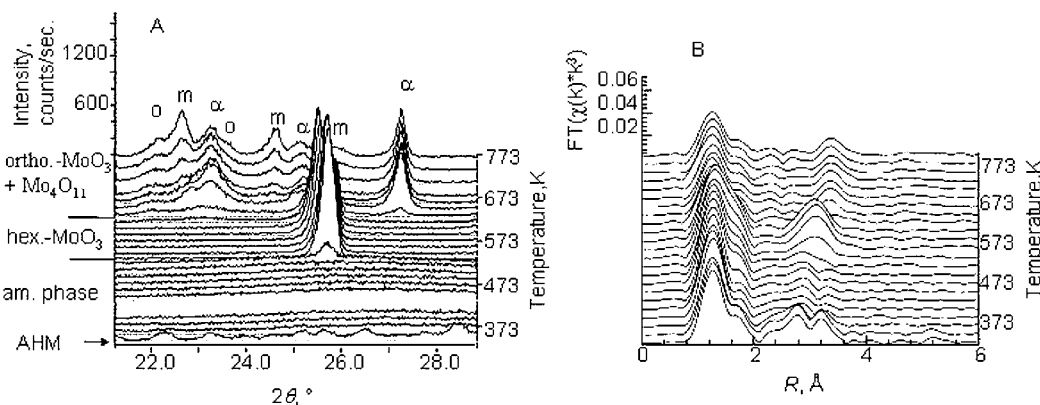 A
Intensity,
counts/sec.
1200
600
o
m
α
o
m
α
m
α
ortho.-MoO3
+ Mo4O11
hex.-MoO3
am. phase
AHM
773
673
573
473
373
Temperature,K
22.0
24.0
26.0
28.0
2θ, °
B
FT(χ(k)*k³)
0.06
0.04
0.02
773
673
573
473
373
Temperature,K
0
2
4
6
R, Å